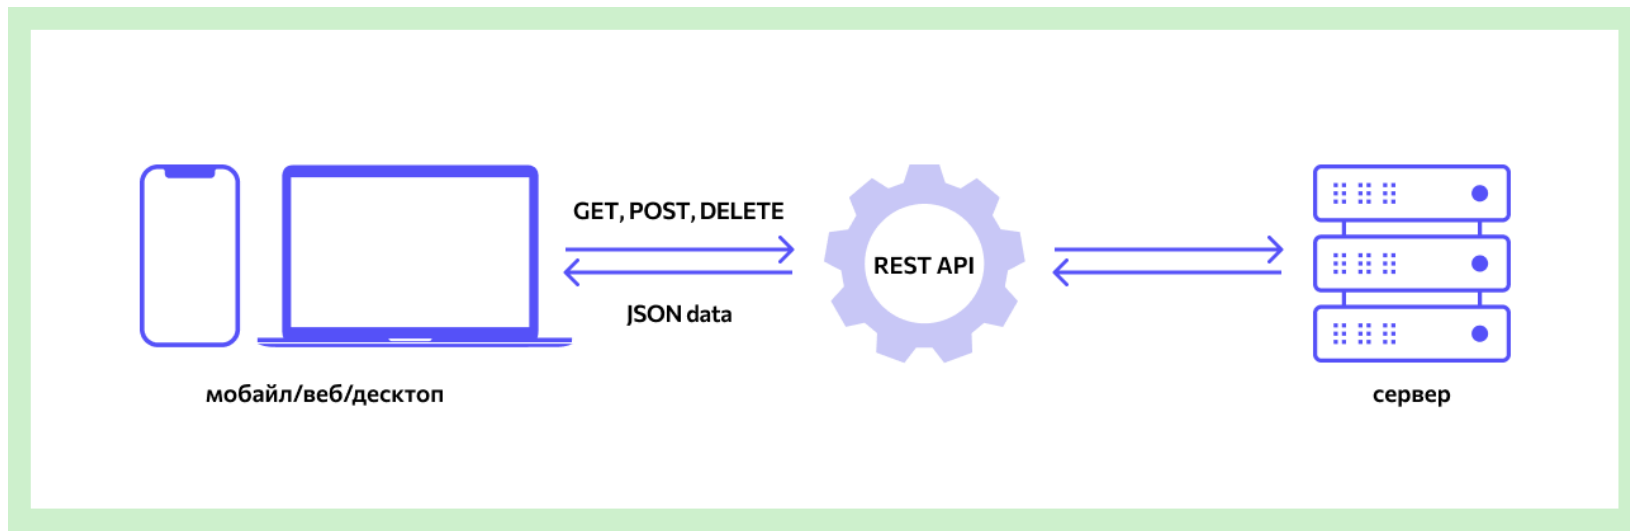 GET, POST, DELETE
REST API
JSON data
мобайл/веб/десктоп
сервер